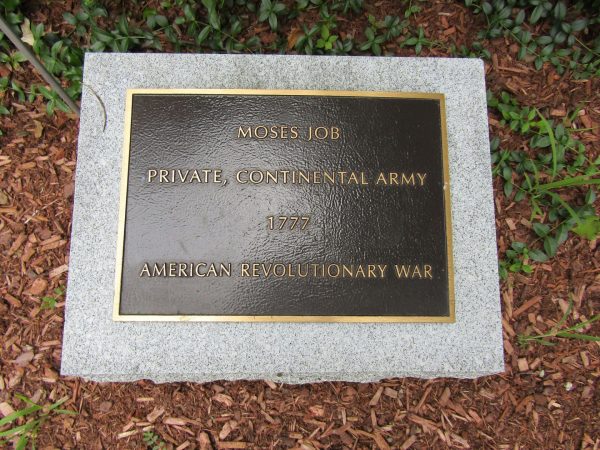 MOSES JOB
PRIVATE, CONTINENTAL ARMY
1777
AMERICAN REVOLUTIONARY WAR